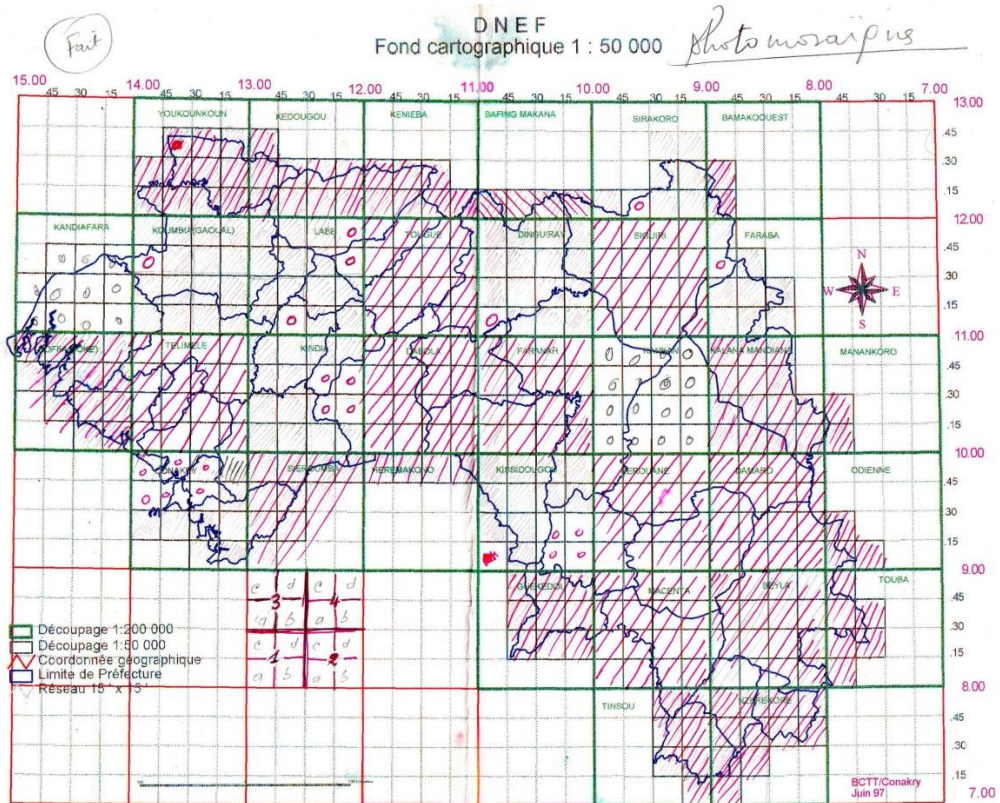 Fait
DNEF
Fond cartographique 1 : 50 000
Photomosaïque
15.00 45 30 15 14.00 45 30 15 13.00 45 30 15 12.00 45 30 15 11.00 45 30 15 10.00 45 30 15 9.00 45 30 15 8.00 45 30 15 7.00
13.00
YOUKOUNKOUN KEDOUGOU KENIEBA BAFING MAKANA SIRAKORO BAMAKOOUEST
.45
.30
.15
12.00
KANDIAFARA KOUMBIA(GAOUAL) LABE TOUGUE DINGUIRAY SIGUIRI FARABA
.45
N
.30
W E
.15
S
11.00
TELIMELE KINDIA DABOLA FARANAH KANKAN KALANA MANDIANA MANANKORO
.45
.30
.15
10.00
CONAKRY HEREMAKONO KISSIDOUGOU KEROUANE DAMARO ODIENNE
.45
.30
.15
9.00
c d c d
3 4
a b a b
c d c d
1 2
a b a b
GUEKEDOU MACENTA BEYLA TOUBA
.45
.30
.15
8.00
Découpage 1:200 000
Découpage 1:50 000
Coordonnée géographique
Limite de Préfecture
Réseau 15' x 15'
TINSOU NZEREKORE
.45
.30
.15
BCTT/Conakry
Juin 97
7.00